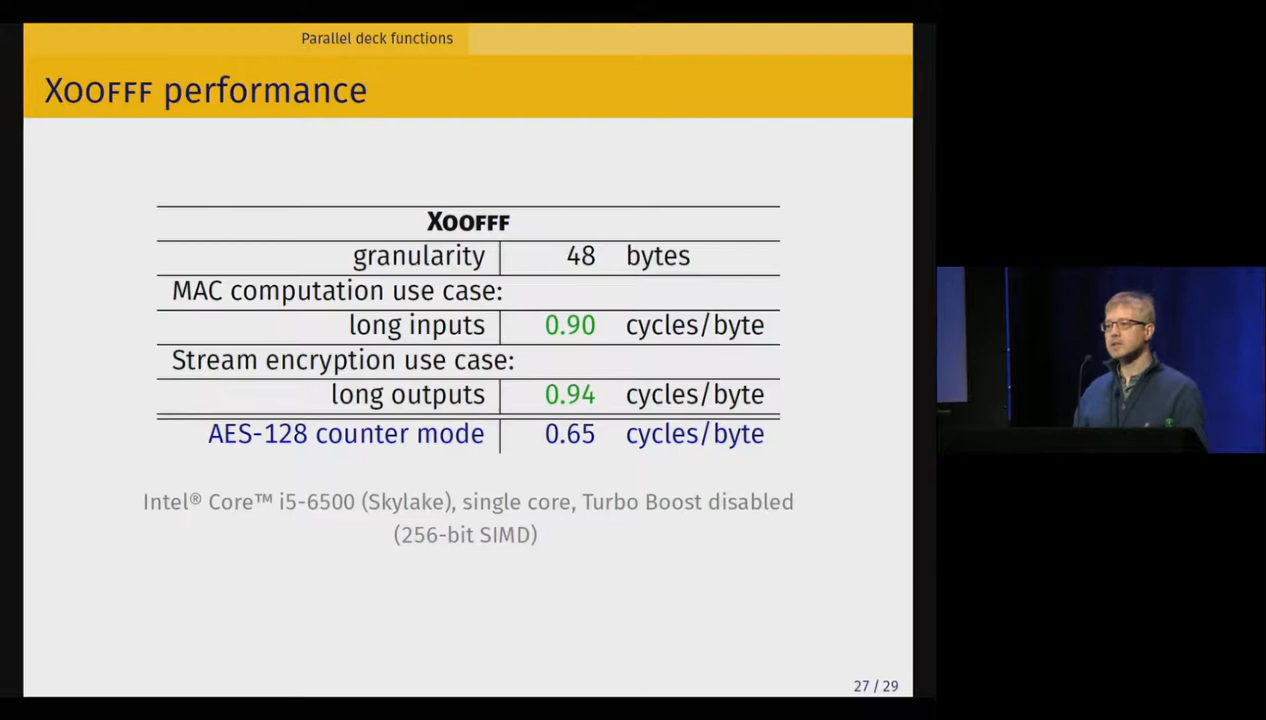 Parallel deck functions
XOOFFF performance
XOOFFF
granularity 48 bytes
MAC computation use case:
long inputs 0.90 cycles/byte
Stream encryption use case:
long outputs 0.94 cycles/byte
AES-128 counter mode 0.65 cycles/byte
Intel® Core™ i5-6500 (Skylake), single core, Turbo Boost disabled
(256-bit SIMD)
27 / 29